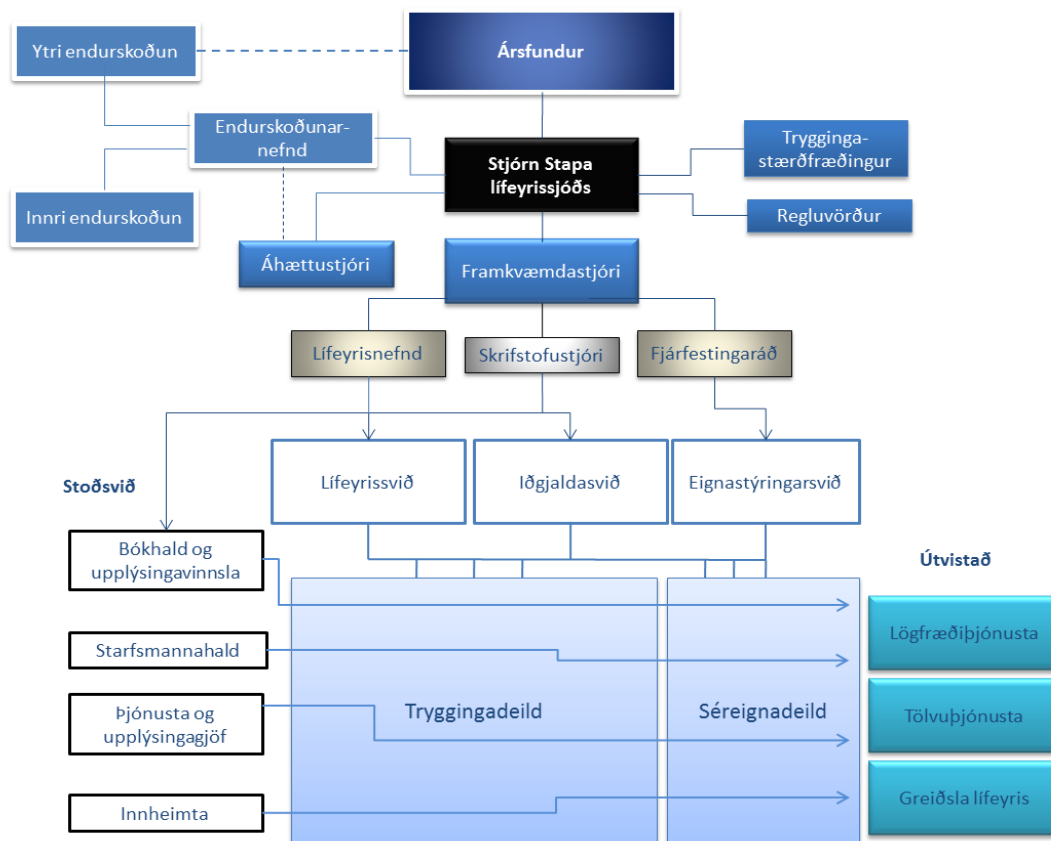 Ytri endurskoðun
Ársfundur
Endurskoðunar-
nefnd
Stjórn Stapa
lífeyrissjóðs
Trygginga-
stærðfræðingur
Innri endurskoðun
Regluvörður
Áhættustjóri
Framkvæmdastjóri
Lífeyrisnefnd
Skrifstofustjóri
Fjárfestingaráð
Stoðsvið
Lífeyrissvið
Iðgjaldasvið
Eignastýringarsvið
Bókhald og
upplýsingavinnsla
Útvistað
Lögfræðiþjónusta
Starfsmannahald
Þjónusta og
upplýsingagjöf
Tryggingadeild
Séreignadeild
Tölvuþjónusta
Innheimta
Greiðsla lífeyris